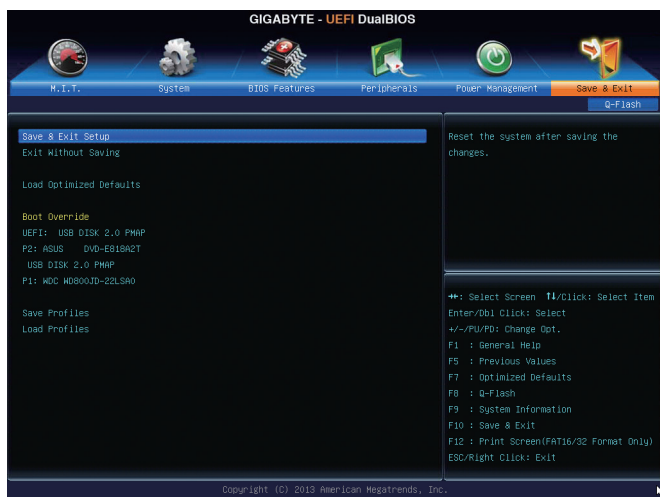 GIGABYTE - UEFI DualBIOS
M.I.T. System BIOS Features Peripherals Power Management Save & Exit
Q-Flash
Save & Exit Setup
Exit Without Saving
Load Optimized Defaults
Boot Override
UEFI: USB DISK 2.0 PMAP
P2: ASUS DVD-E818A2T
USB DISK 2.0 PMAP
P1: WDC WD800JD-22LSA0
Save Profiles
Load Profiles
Reset the system after saving the
changes.
→←: Select Screen ↑↓/Click: Select Item
Enter/Dbl Click: Select
+/-/PU/PD: Change Opt.
F1 : General Help
F5 : Previous Values
F7 : Optimized Defaults
F8 : Q-Flash
F9 : System Information
F10 : Save & Exit
F12 : Print Screen(FAT16/32 Format Only)
ESC/Right Click: Exit
Copyright (C) 2013 American Megatrends, Inc.